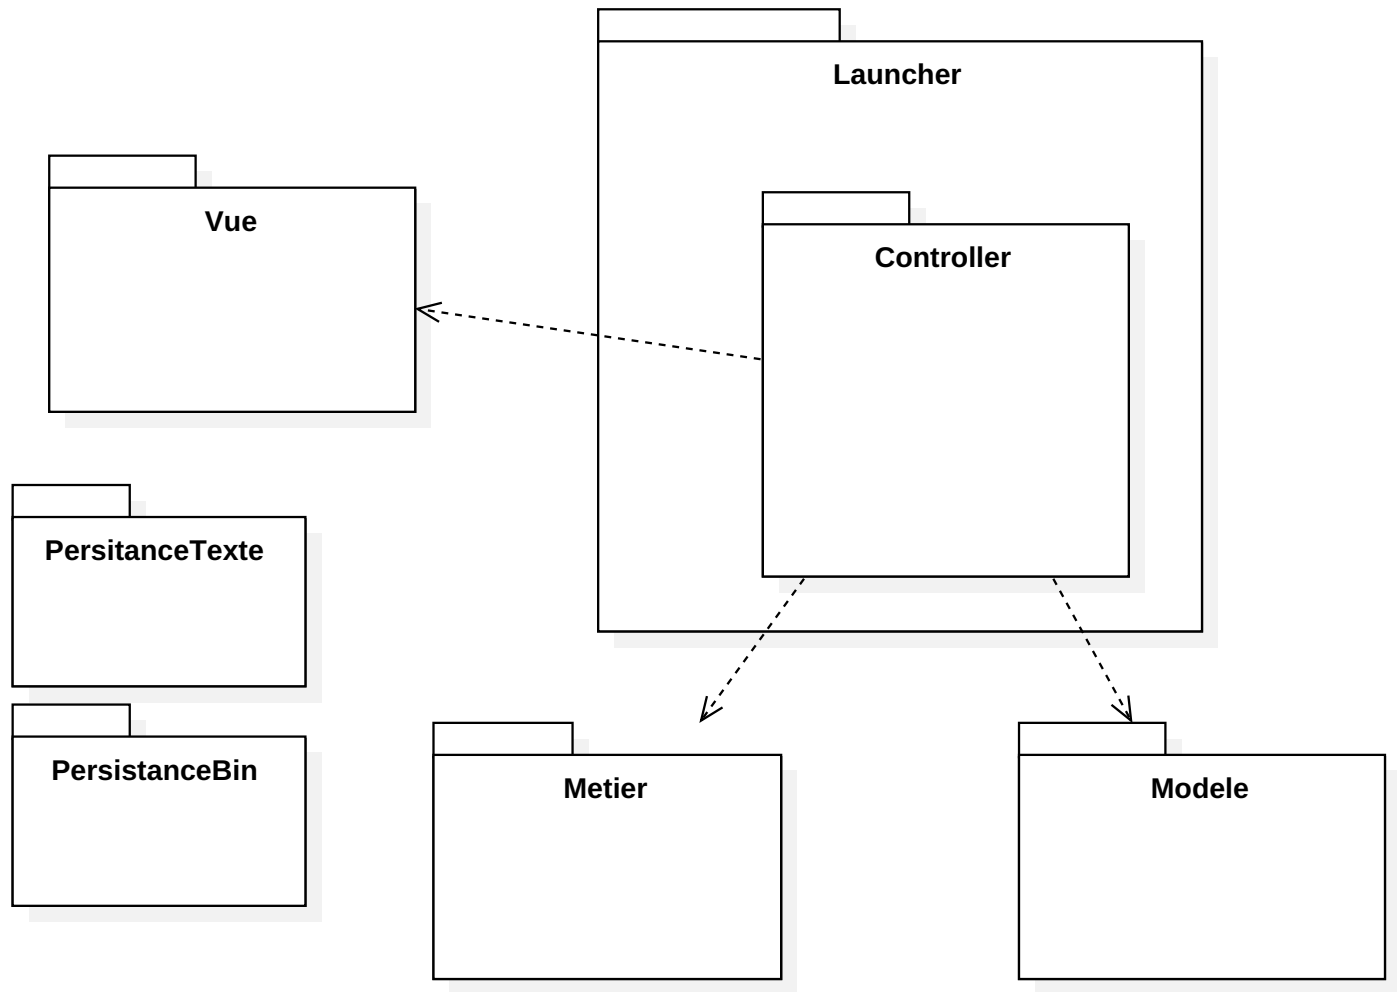 Launcher
Vue
Controller
PersitanceTexte
PersistanceBin
Metier
Modele